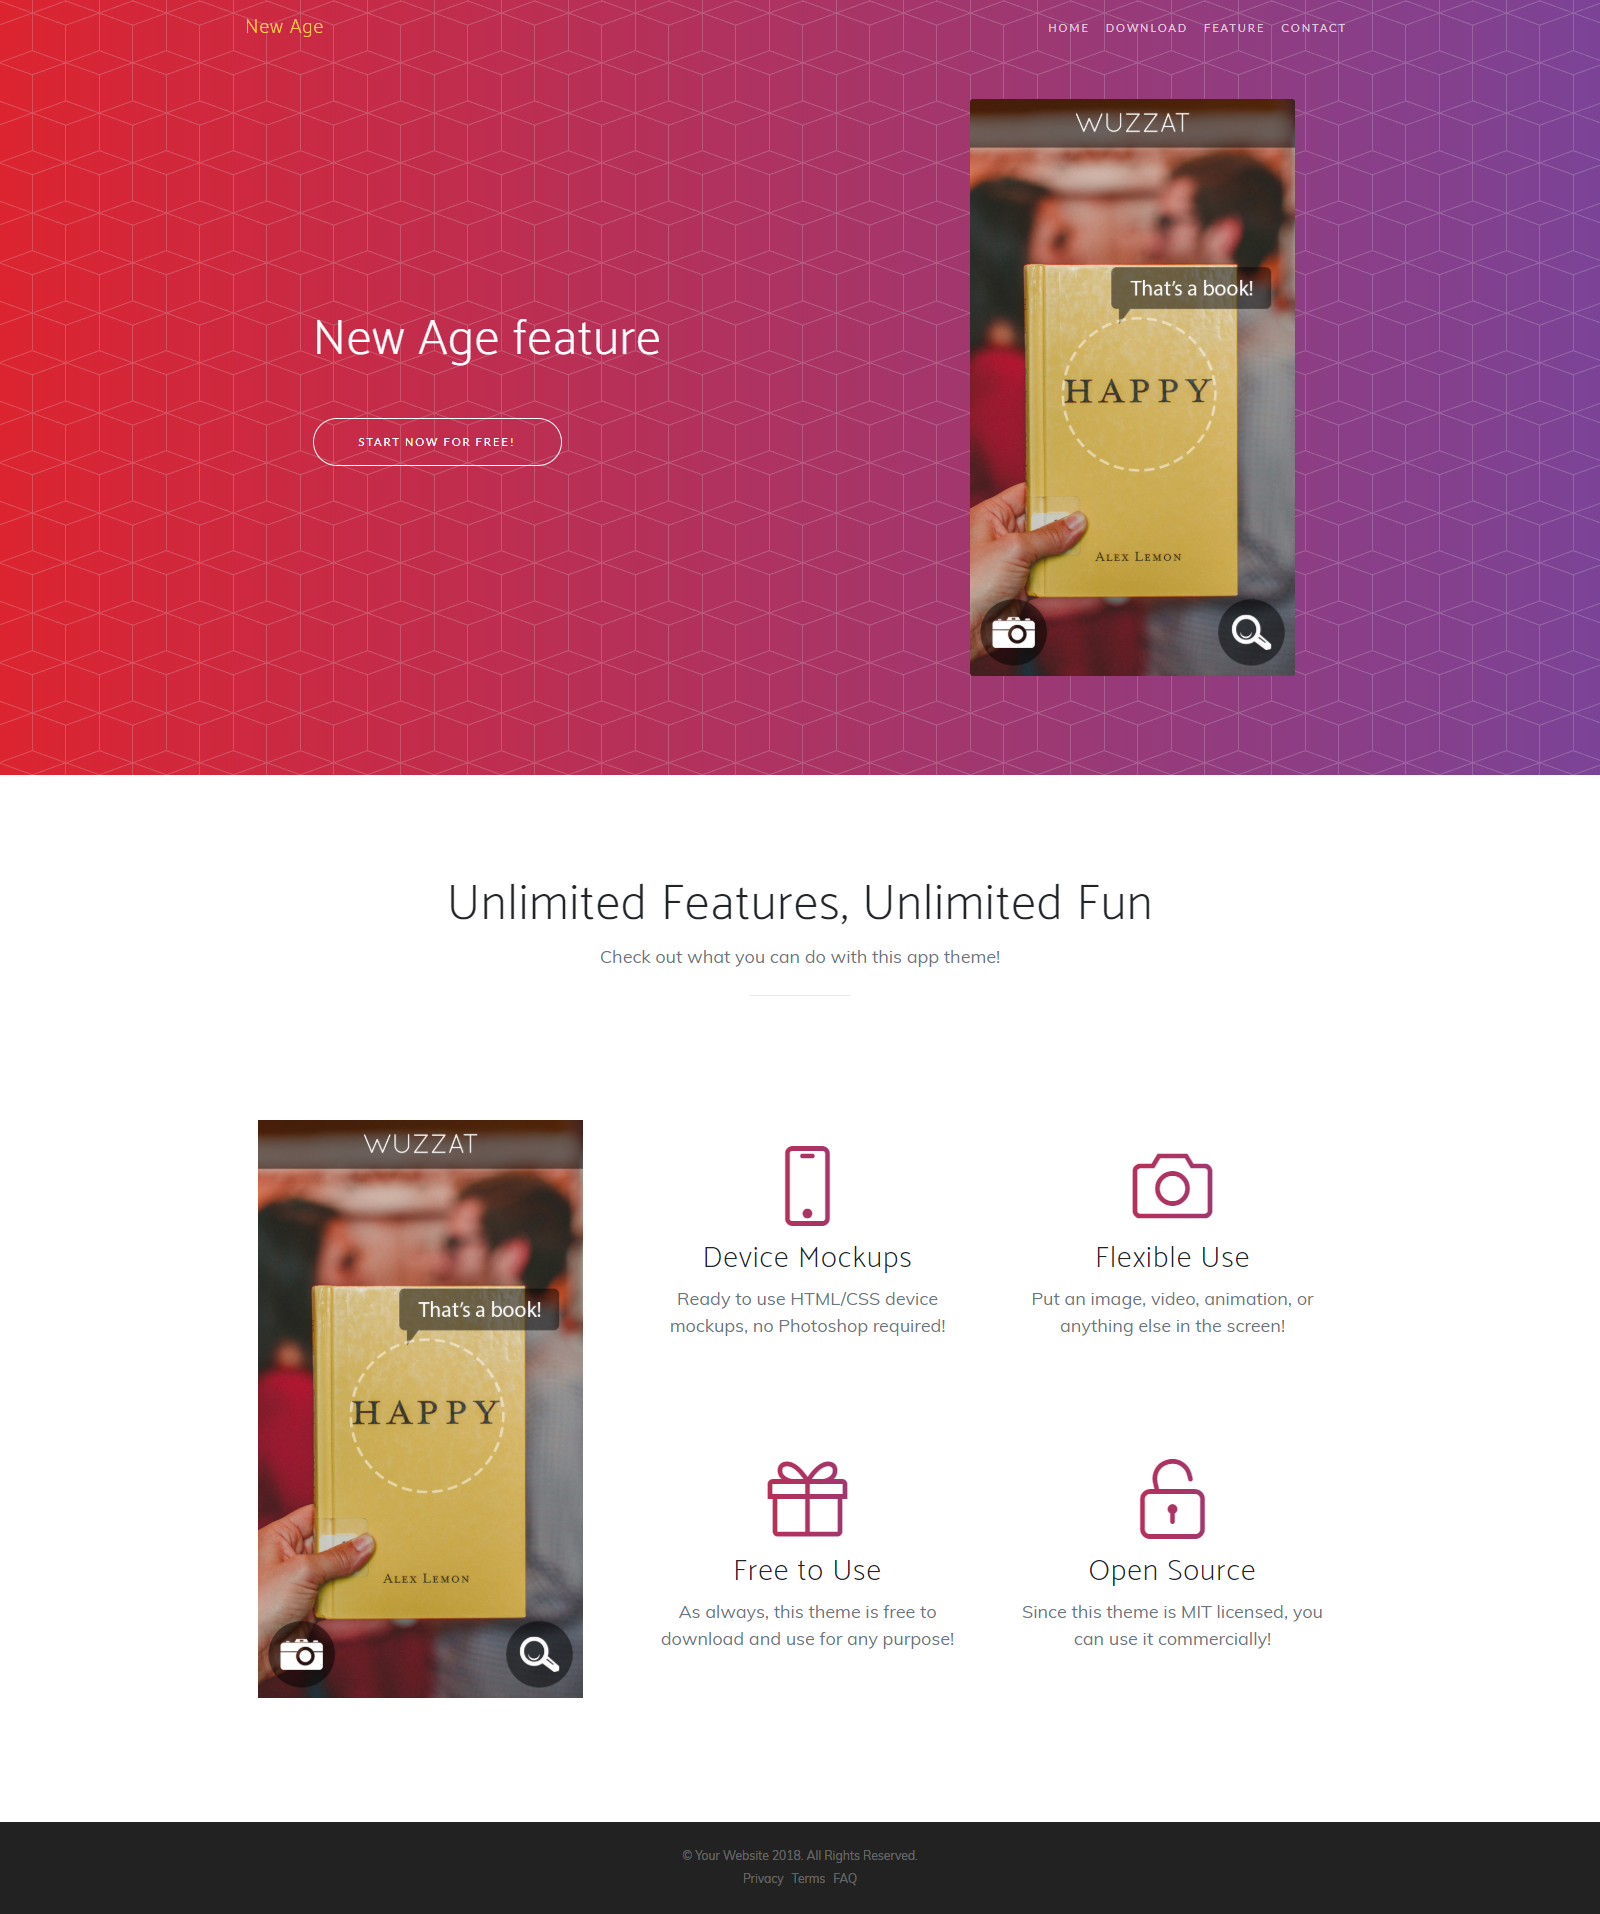 New Age
HOME DOWNLOAD FEATURE CONTACT
WUZZAT
That's a book!
HAPPY
ALEX LEMON
New Age feature
START NOW FOR FREE!
Unlimited Features, Unlimited Fun
Check out what you can do with this app theme!
WUZZAT
That's a book!
HAPPY
ALEX LEMON
Device Mockups
Ready to use HTML/CSS device
mockups, no Photoshop required!
Flexible Use
Put an image, video, animation, or
anything else in the screen!
Free to Use
As always, this theme is free to
download and use for any purpose!
Open Source
Since this theme is MIT licensed, you
can use it commercially!
© Your Website 2018. All Rights Reserved.
Privacy Terms FAQ